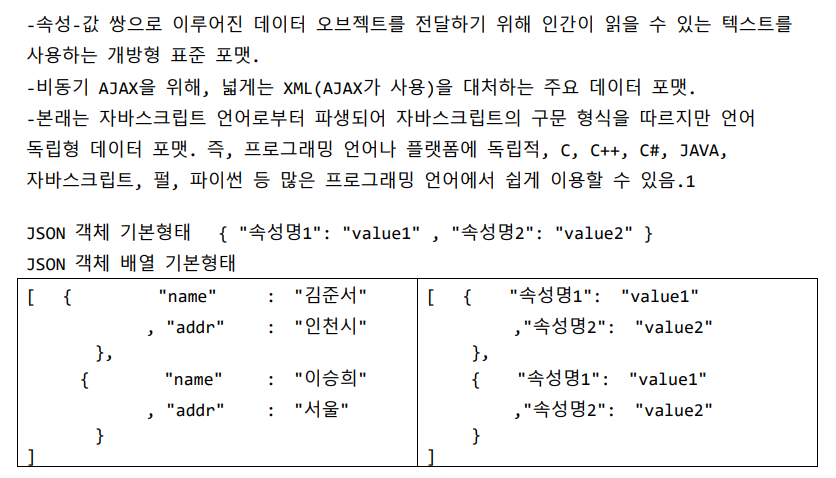 -속성-값 쌍으로 이루어진 데이터 오브젝트를 전달하기 위해 인간이 읽을 수 있는 텍스트를
사용하는 개방형 표준 포맷.
-비동기 AJAX을 위해, 넓게는 XML(AJAX가 사용)을 대처하는 주요 데이터 포맷.
-본래는 자바스크립트 언어로부터 파생되어 자바스크립트의 구문 형식을 따르지만 언어
독립형 데이터 포맷. 즉, 프로그래밍 언어나 플랫폼에 독립적, C, C++, C#, JAVA,
자바스크립트, 펄, 파이썬 등 많은 프로그래밍 언어에서 쉽게 이용할 수 있음.1
JSON 객체 기본형태 { "속성명1": "value1" , "속성명2": "value2" }
JSON 객체 배열 기본형태
[ { "name" : "김준서"
, "addr" : "인천시"
},
{ "name" : "이승희"
, "addr" : "서울"
}
]
[ { "속성명1": "value1"
,"속성명2": "value2"
},
{ "속성명1": "value1"
,"속성명2": "value2"
}
]